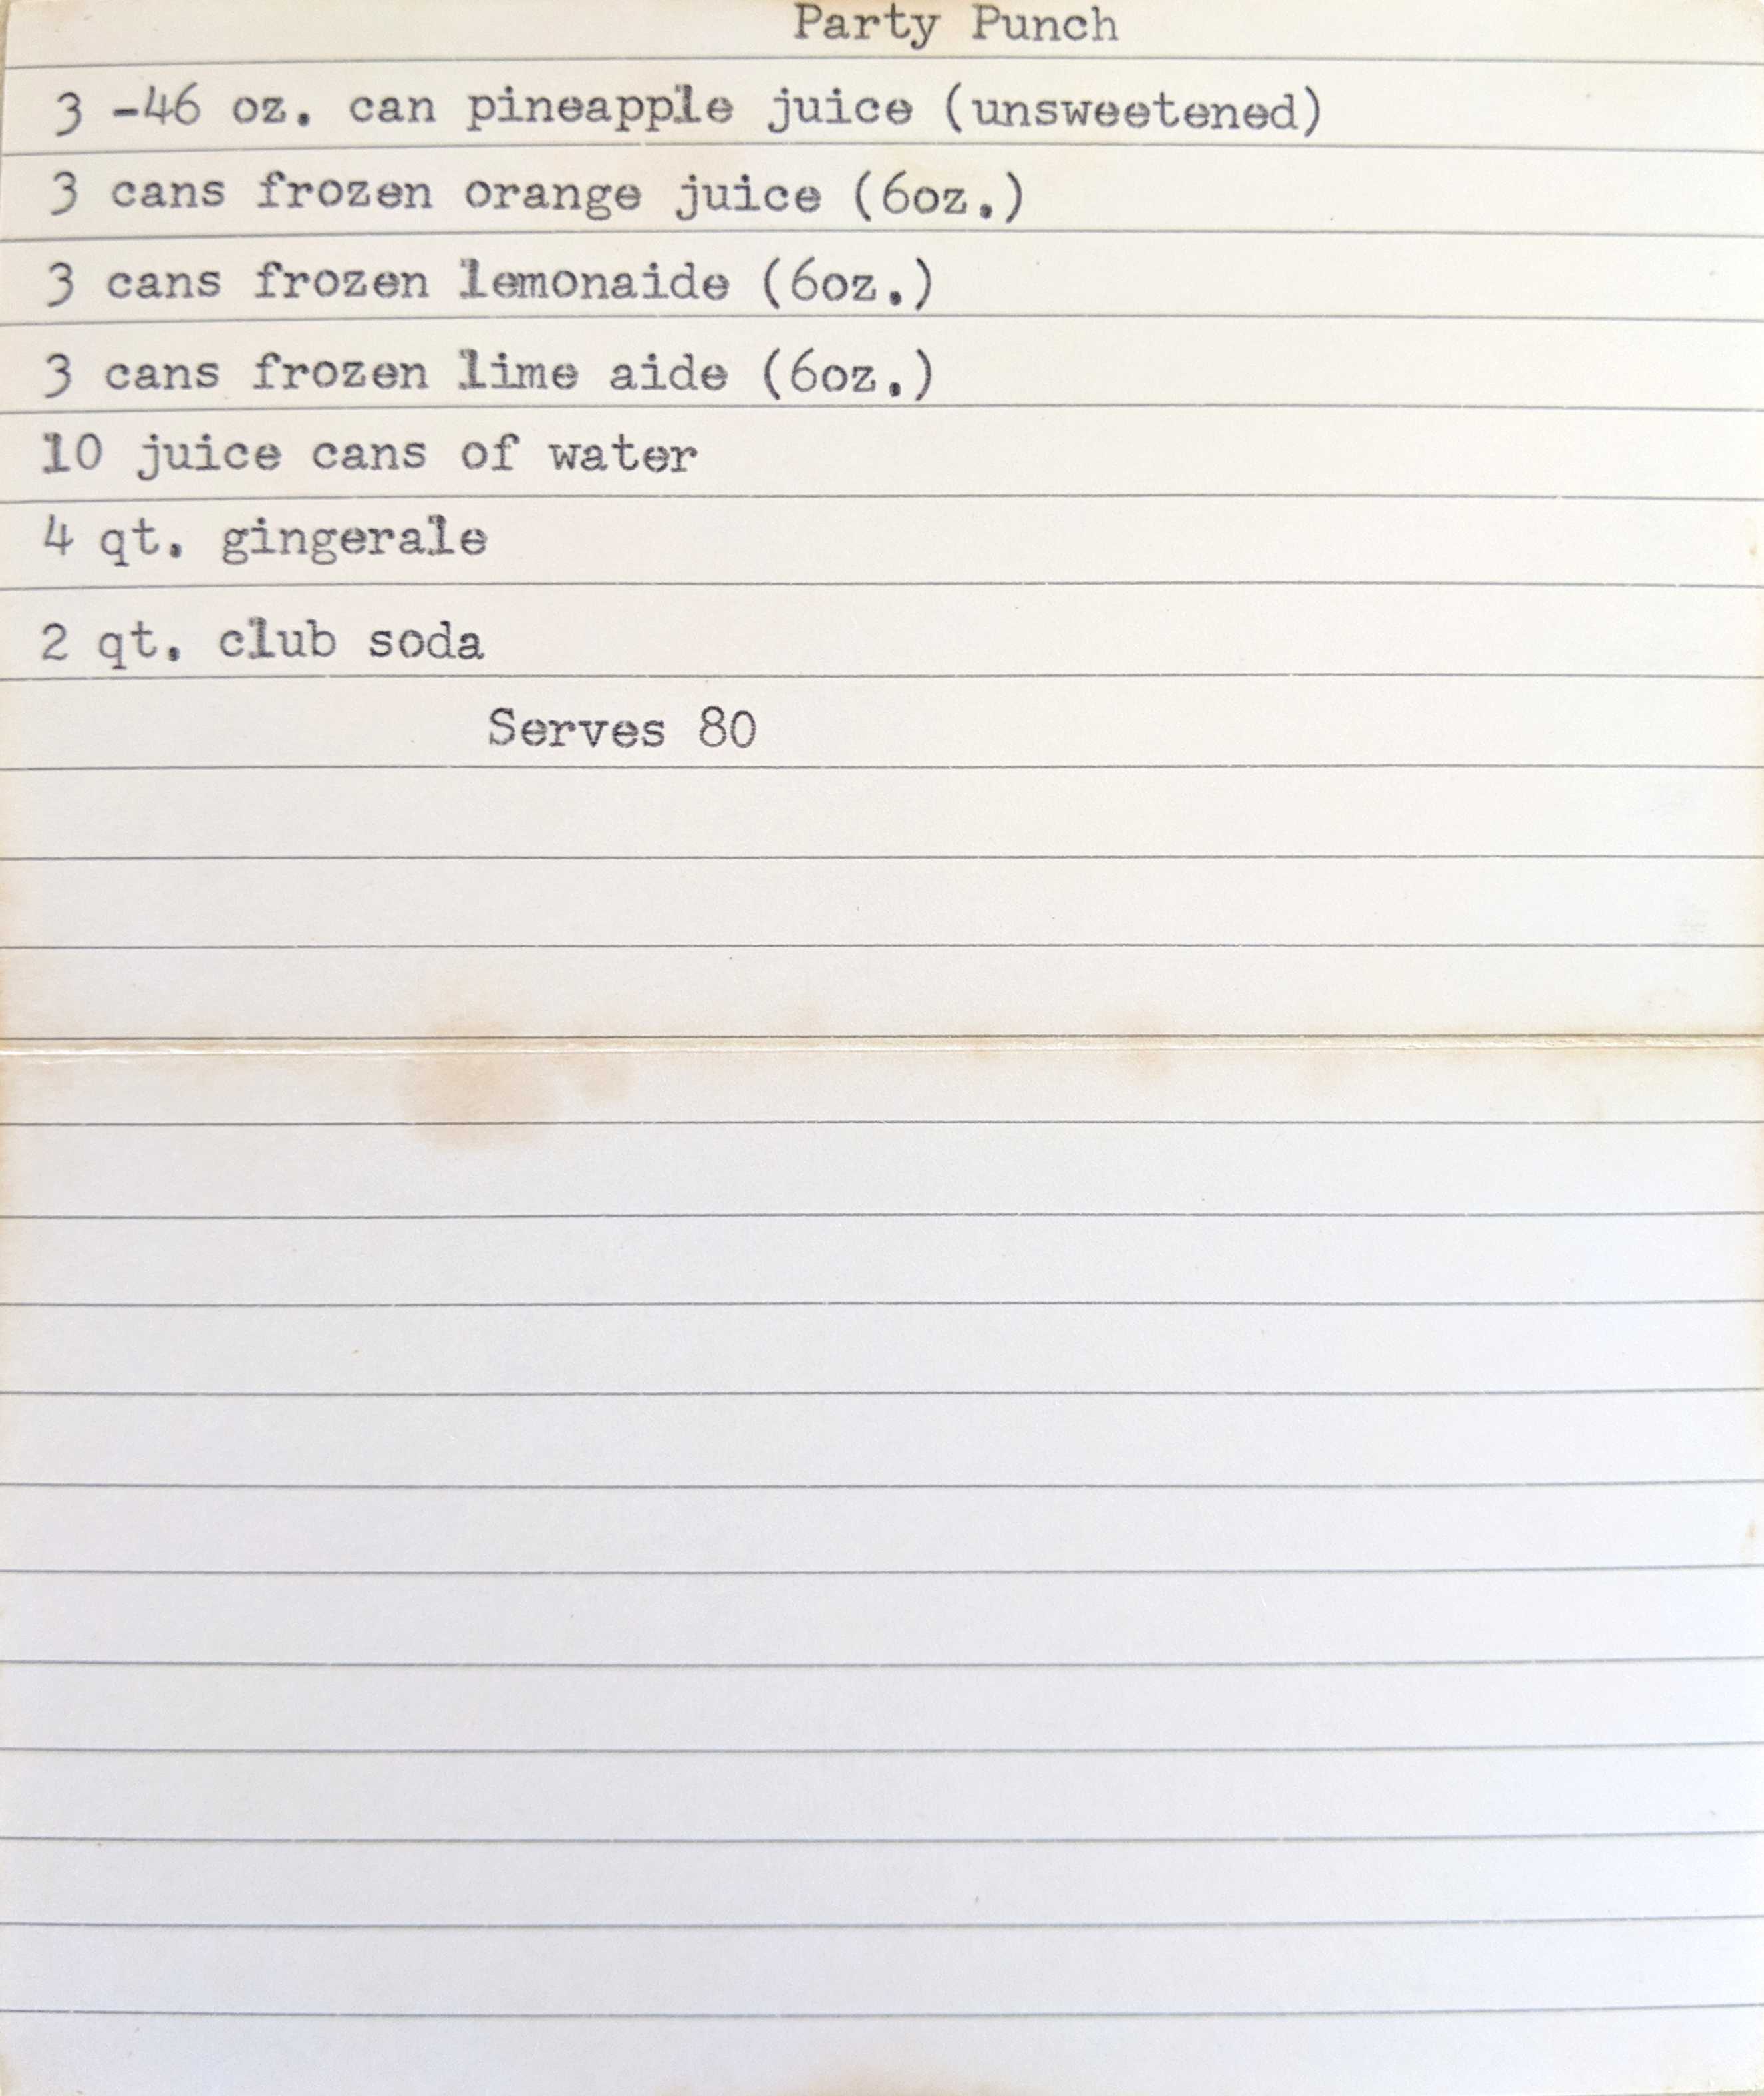 Party Punch
3 -46 oz. can pineapple juice (unsweetened)
3 cans frozen orange juice (6oz.)
3 cans frozen lemonaide (6oz.)
3 cans frozen lime aide (6oz.)
10 juice cans of water
4 qt. gingerale
2 qt. club soda
Serves 80